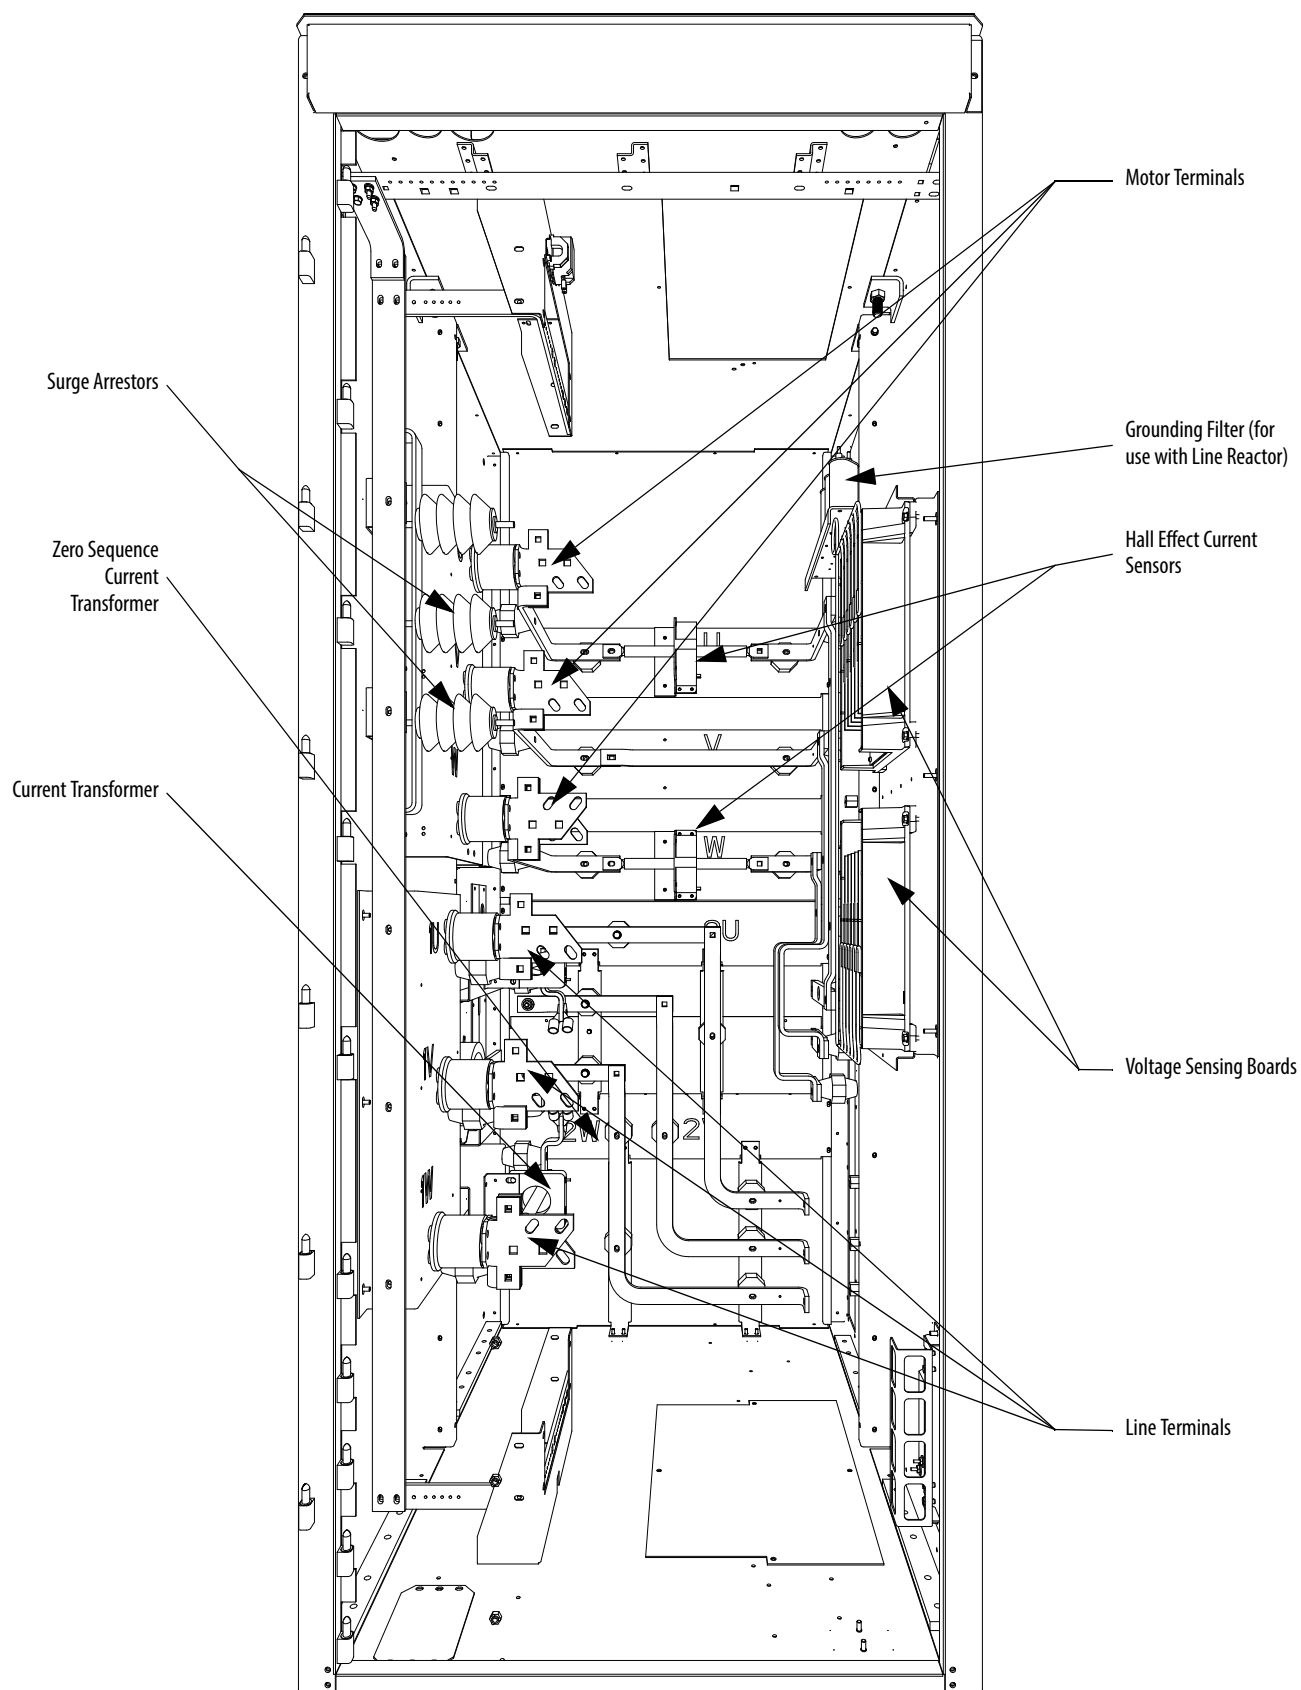 Motor Terminals
Surge Arrestors
Grounding Filter (for
use with Line Reactor)
Zero Sequence
Current
Transformer
Hall Effect Current
Sensors
U
V
Current Transformer
W
2W
2
Voltage Sensing Boards
Line Terminals